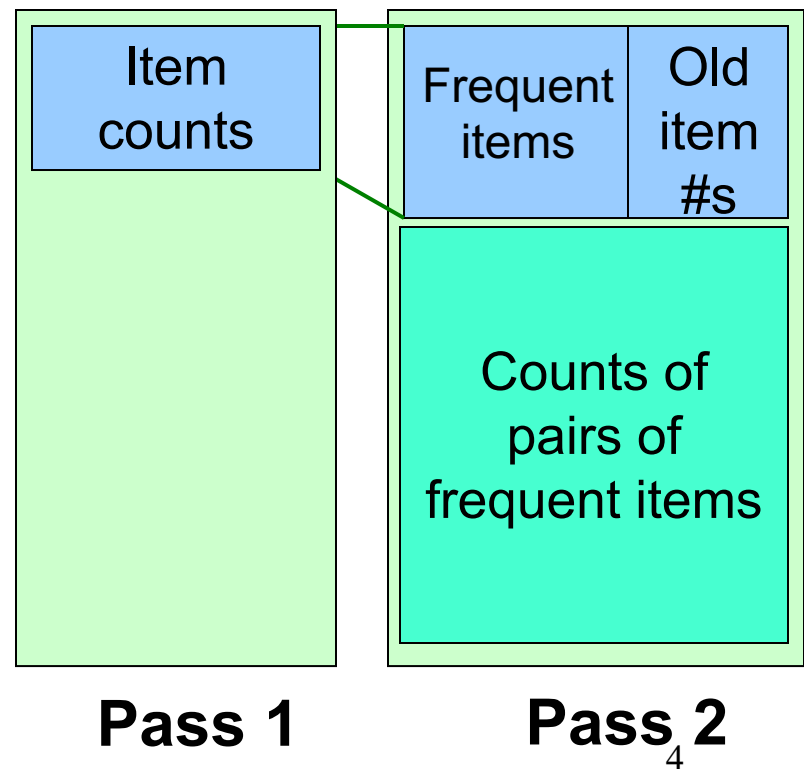 Item
counts
Frequent
items
Old
item
#s
Counts of
pairs of
frequent items
Pass 1
Pass 2
4